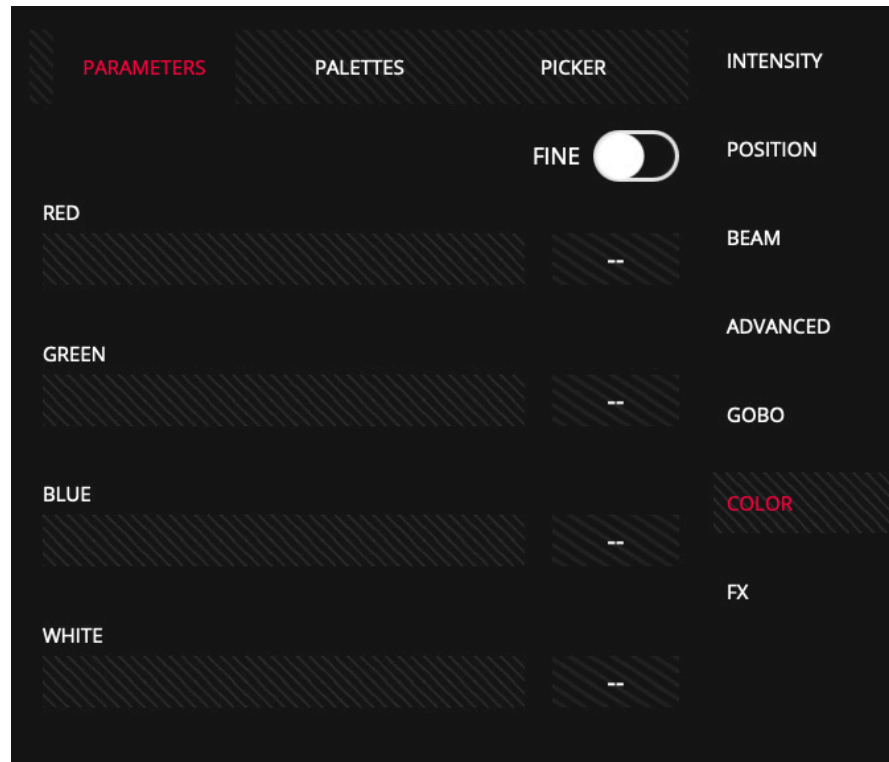 PARAMETERS PALETTES PICKER
FINE
RED
--
GREEN
--
BLUE
--
WHITE
--
INTENSITY
POSITION
BEAM
ADVANCED
GOBO
COLOR
FX